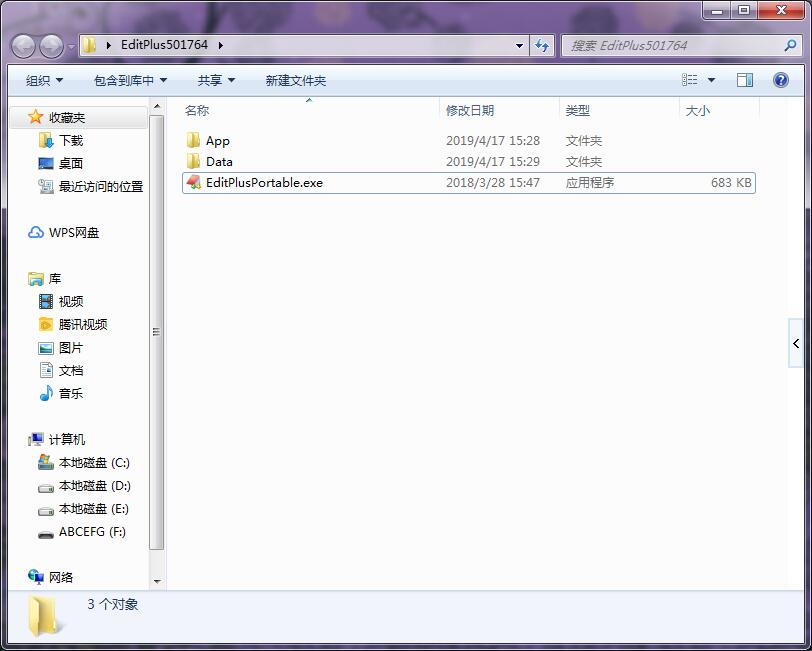 EditPlus501764
搜索 EditPlus501764
组织 包含到库中 共享 新建文件夹
名称 修改日期 类型 大小
App 2019/4/17 15:28 文件夹
Data 2019/4/17 15:29 文件夹
EditPlusPortable.exe 2018/3/28 15:47 应用程序 683 KB
收藏夹
下载
桌面
最近访问的位置
WPS网盘
库
视频
腾讯视频
图片
文档
音乐
计算机
本地磁盘 (C:)
本地磁盘 (D:)
本地磁盘 (E:)
ABCEFG (F:)
网络
3 个对象